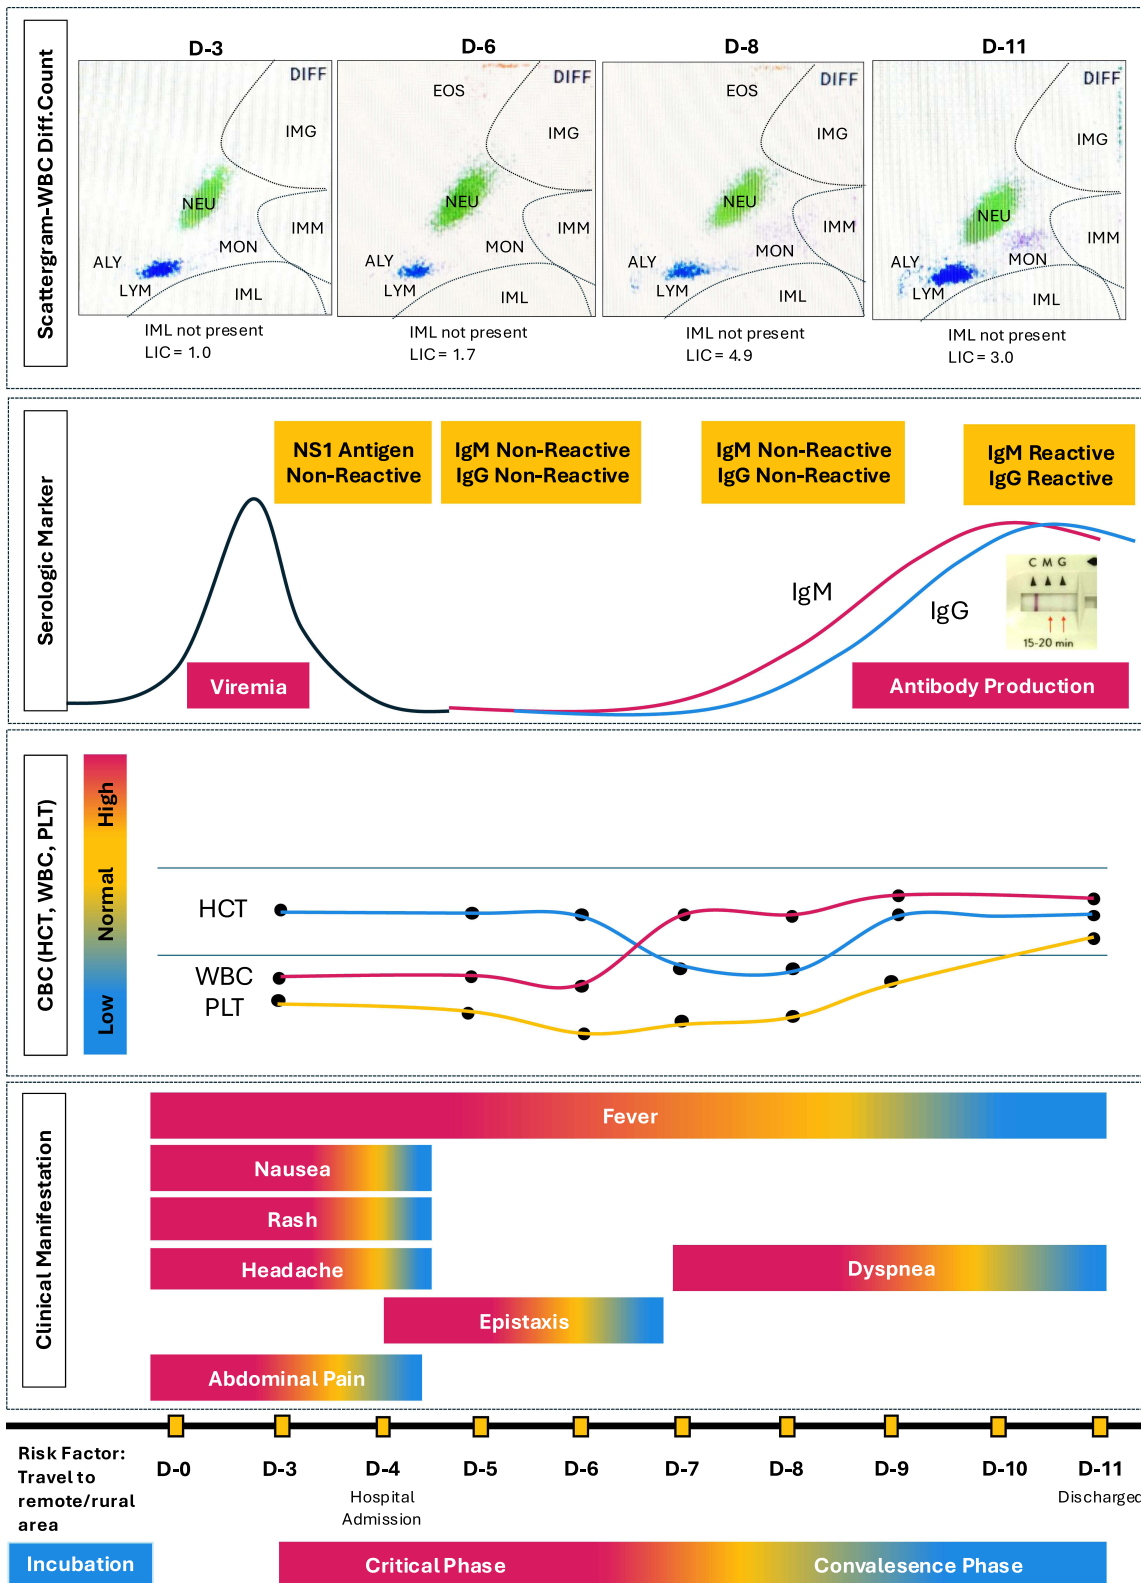 Scattergram-WBC Diff.Count
D-3
D-6
D-8
D-11
DIFF
IMG
NEU
IMM
MON
ALY
LYM
IML
IML not present
LIC = 1.0
DIFF
EOS
IMG
NEU
IMM
MON
ALY
LYM
IML
IML not present
LIC = 1.7
DIFF
EOS
IMG
NEU
IMM
MON
ALY
LYM
IML
IML not present
LIC = 4.9
DIFF
IMG
NEU
IMM
MON
ALY
LYM
IML
IML not present
LIC = 3.0
Serologic Marker
NS1 Antigen
Non-Reactive
IgM Non-Reactive
IgG Non-Reactive
IgM Non-Reactive
IgG Non-Reactive
IgM Reactive
IgG Reactive
C M G
15-20 min
IgM
IgG
Viremia
Antibody Production
CBC (HCT, WBC, PLT)
High
Normal
Low
HCT
WBC
PLT
Clinical Manifestation
Fever
Nausea
Rash
Headache
Dyspnea
Epistaxis
Abdominal Pain
Risk Factor:
Travel to
remote/rural
area
D-0
D-3
D-4
Hospital
Admission
D-5
D-6
D-7
D-8
D-9
D-10
D-11
Discharged
Incubation
Critical Phase
Convalesence Phase